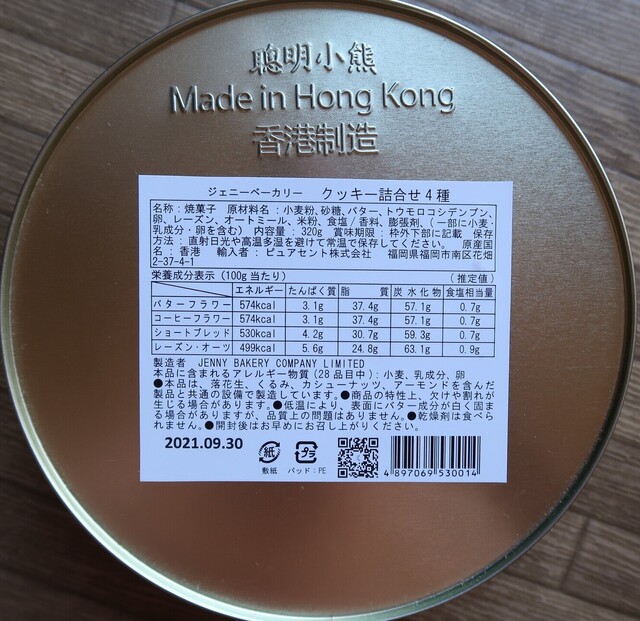 聰明小熊
Made in Hong Kong
香港制造
ジェニーベーカリー クッキー詰合せ4種
名称:焼菓子 原材料名:小麦粉、砂糖、バター、トウモロコシデンプン、
卵、レーズン、オートミール、米粉、食塩/香料、膨張剤、(一部に小麦・
乳成分・卵を含む) 内容量:320g 賞味期限:枠外下部に記載 保存
方法:直射日光や高温多湿を避けて常温で保存してください。 原産国
名:香港 輸入者:ピュアセント株式会社 福岡県福岡市南区花畑
2-37-4-1
栄養成分表示(100g当たり) (推定値)
エネルギー たんぱく質 脂質 炭水化物 食塩相当量
バターフラワー 574kcal 3.1g 37.4g 57.1g 0.7g
コーヒーフラワー 574kcal 3.1g 37.4g 57.1g 0.7g
ショートブレッド 530kcal 4.2g 30.7g 59.3g 0.7g
レーズン・オーツ 499kcal 5.6g 24.8g 63.1g 0.9g
製造者 JENNY BAKERY COMPANY LIMITED
本品に含まれるアレルギー物質(28品目中):小麦、乳成分、卵
●本品は、落花生、くるみ、カシューナッツ、アーモンドを含んだ
製品と共通の設備で製造しています。●商品の特性上、欠けや割れが
生じる場合があります。●低温により、表面にバター成分が白く固ま
る場合がありますが、品質上の問題はありません。●乾燥剤は食べら
れません。●開封後はお早めにお召し上がりください。
2021.09.30
紙 プラ
敷紙 パッド:PE
4 897069 530014